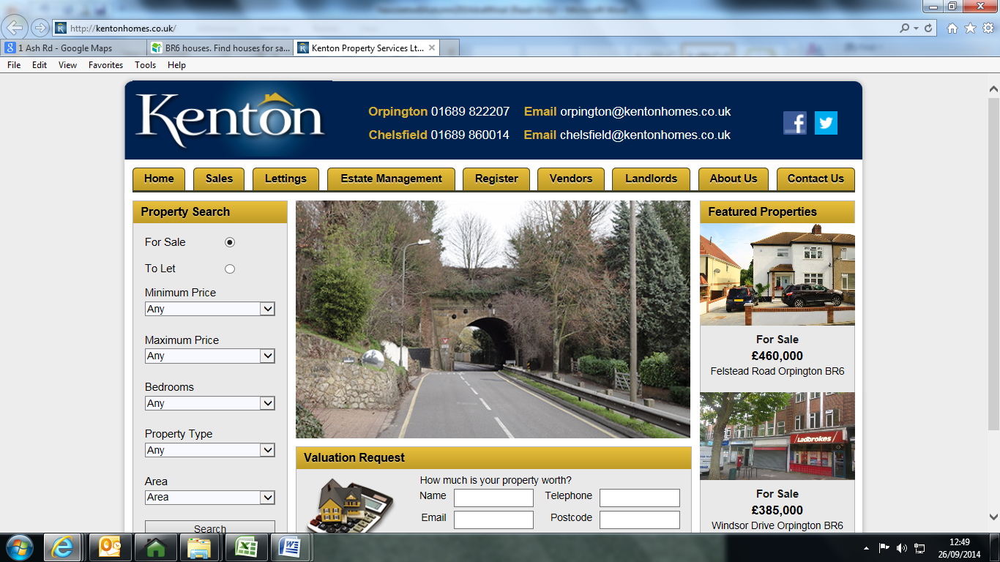 http://kentonhomes.co.uk/
1 Ash Rd - Google Maps
BR6 houses. Find houses for sa...
Kenton Property Services Lt...
File Edit View Favorites Tools Help
Kenton
Orpington 01689 822207 Email orpington@kentonhomes.co.uk
Chelsfield 01689 860014 Email chelsfield@kentonhomes.co.uk
Home Sales Lettings Estate Management Register Vendors Landlords About Us Contact Us
Property Search
For Sale
To Let
Minimum Price
Any
Maximum Price
Any
Bedrooms
Any
Property Type
Any
Area
Area
Search
Valuation Request
How much is your property worth?
Name Telephone
Email Postcode
Featured Properties
For Sale
£460,000
Felstead Road Orpington BR6
Ladbrokes
For Sale
£385,000
Windsor Drive Orpington BR6
12:49
26/09/2014